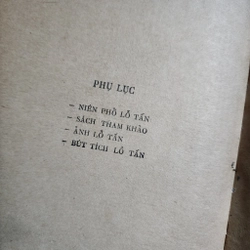 PHỤ LỤC
- NIÊN PHỔ LỖ TẤN
- SÁCH THAM KHẢO
- ẢNH LỖ TẤN
- BÚT TÍCH LỖ TẤN